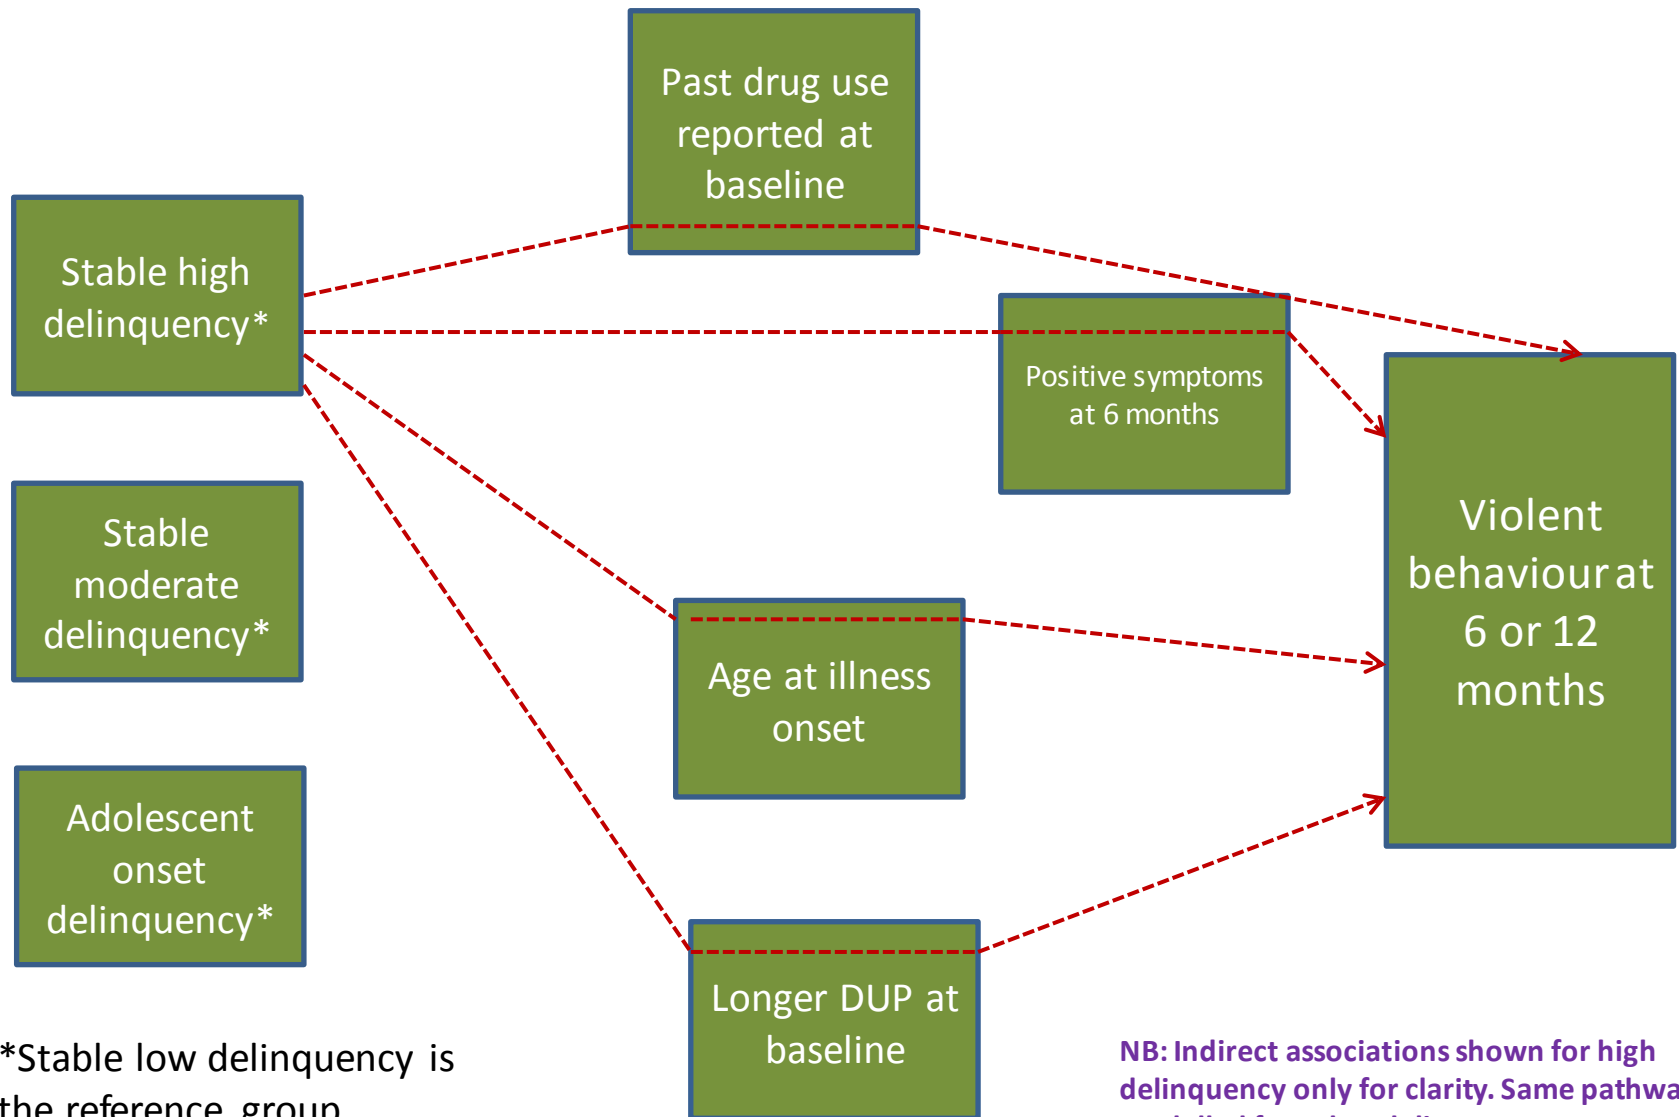 Past drug use
reported at
baseline
Stable high
delinquency*
Positive symptoms
at 6 months
Stable
moderate
delinquency*
Violent
behaviour at
6 or 12
months
Age at illness
onset
Adolescent
onset
delinquency*
Longer DUP at
baseline
*Stable low delinquency is
the reference group
NB: Indirect associations shown for high
delinquency only for clarity. Same pathwa